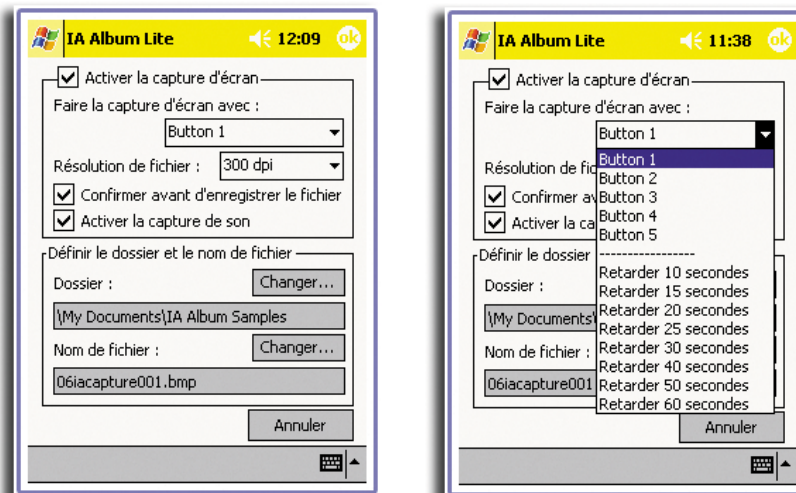 IA Album Lite 12:09 ok
Activer la capture d'écran
Faire la capture d'écran avec :
Button 1
Résolution de fichier : 300 dpi
Confirmer avant d'enregistrer le fichier
Activer la capture de son
Définir le dossier et le nom de fichier
Dossier : Changer...
\My Documents\IA Album Samples
Nom de fichier : Changer...
06iacapture001.bmp
Annuler
IA Album Lite 11:38 ok
Activer la capture d'écran
Faire la capture d'écran avec :
Button 1
Button 1
Button 2
Button 3
Button 4
Button 5
-----------------
Retarder 10 secondes
Retarder 15 secondes
Retarder 20 secondes
Retarder 25 secondes
Retarder 30 secondes
Retarder 40 secondes
Retarder 50 secondes
Retarder 60 secondes
Résolution de fic
Confirmer av
Activer la ca
Définir le dossier
Dossier :
\My Documents\
Nom de fichier :
06iacapture001
Annuler